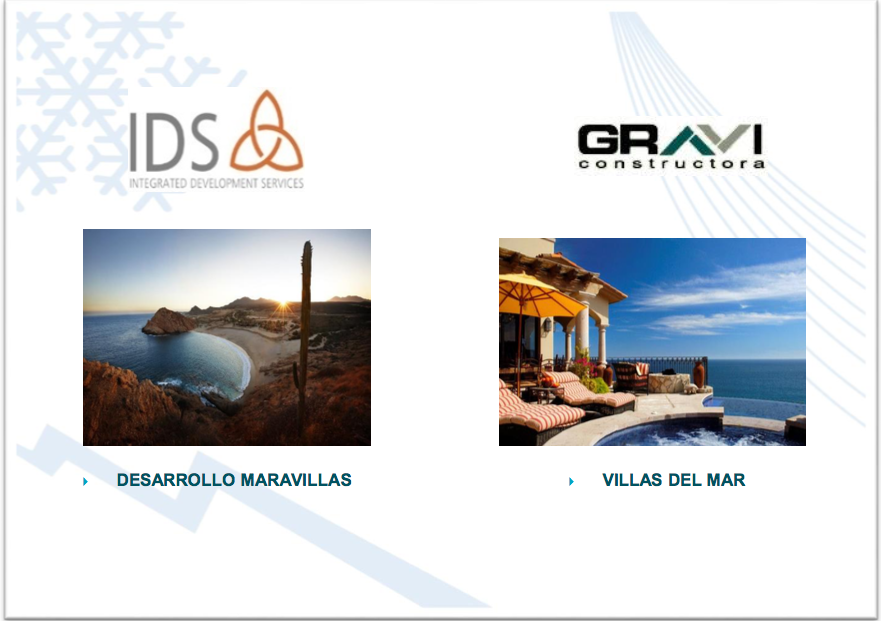 IDS
INTEGRATED DEVELOPMENT SERVICES
GRAVI
constructora
DESARROLLO MARAVILLAS
VILLAS DEL MAR